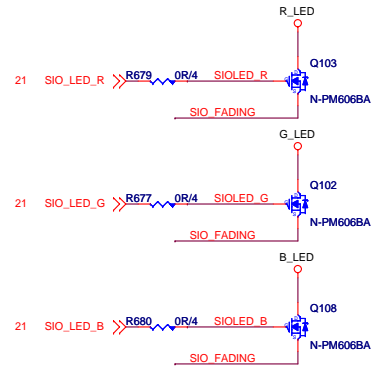 R_LED
Q103
R679 0R/4 SIOLED_R
21 SIO_LED_R
N-PM606BA
SIO_FADING
G_LED
Q102
R677 0R/4 SIOLED_G
21 SIO_LED_G
N-PM606BA
SIO_FADING
B_LED
Q108
R680 0R/4 SIOLED_B
21 SIO_LED_B
N-PM606BA
SIO_FADING